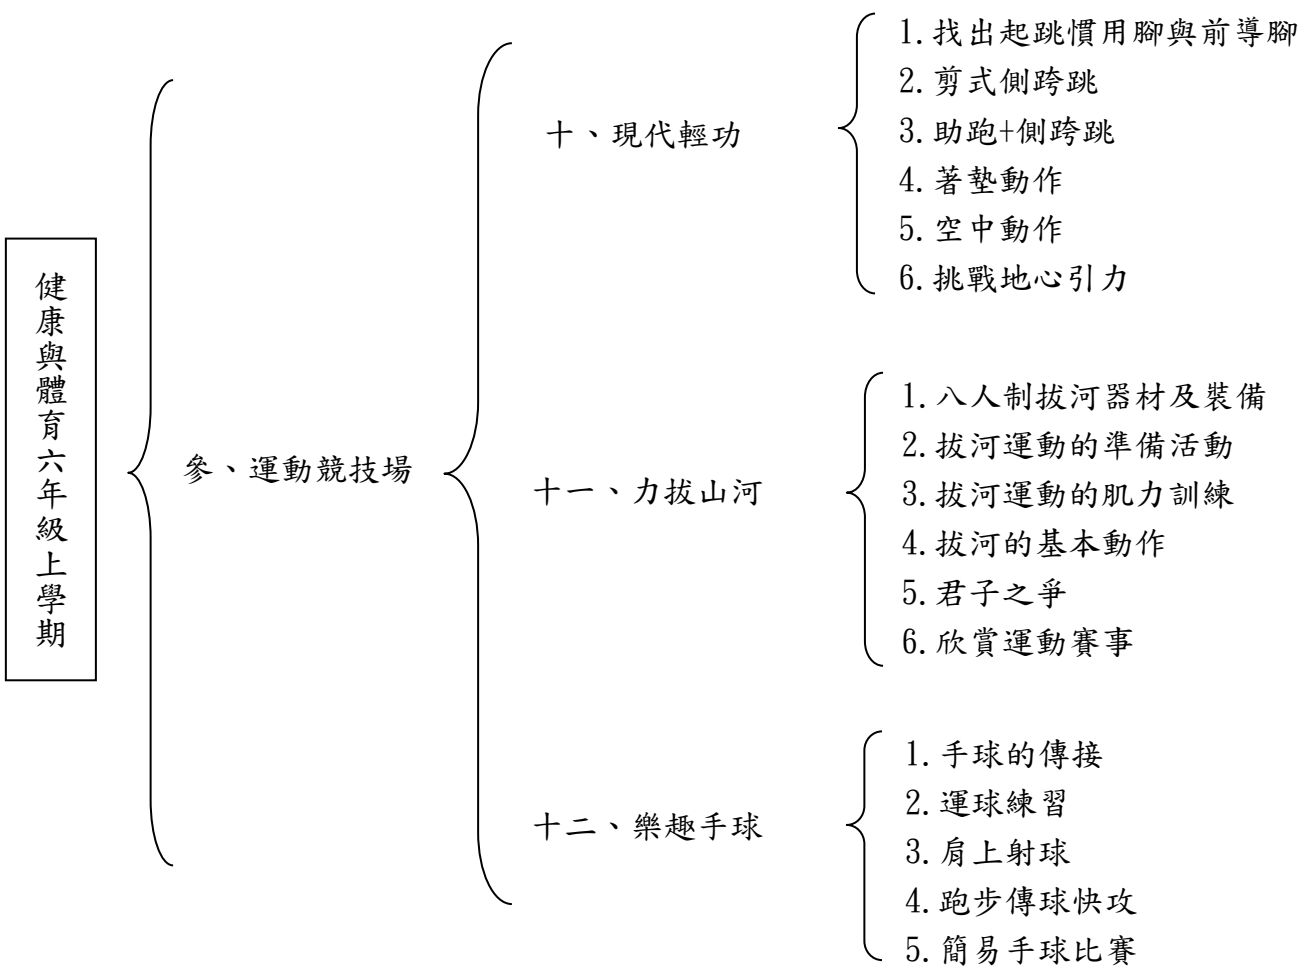 健康與體育六年級上學期
參、運動競技場
十、現代輕功
1.找出起跳慣用腳與前導腳
2.剪式側跨跳
3.助跑+側跨跳
4.著墊動作
5.空中動作
6.挑戰地心引力
十一、力拔山河
1.八人制拔河器材及裝備
2.拔河運動的準備活動
3.拔河運動的肌力訓練
4.拔河的基本動作
5.君子之爭
6.欣賞運動賽事
十二、樂趣手球
1.手球的傳接
2.運球練習
3.肩上射球
4.跑步傳球快攻
5.簡易手球比賽